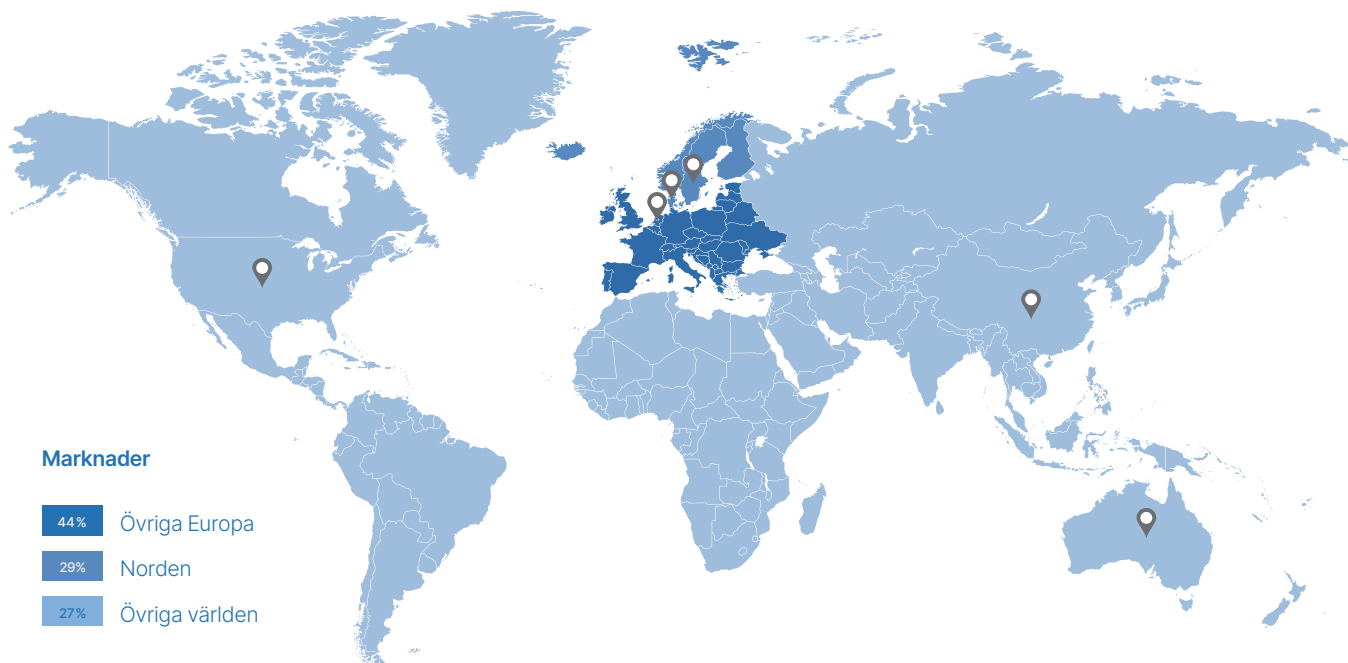 Marknader
44%
Övriga Europa
29%
Norden
27%
Övriga världen